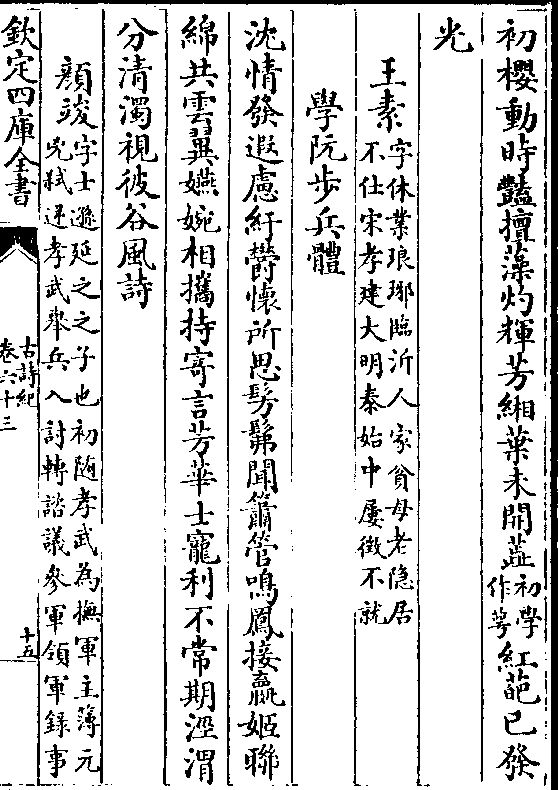 初櫻動時豔擅藻灼輝芳緗葉未開蕋初學作萼紅葩已發
光
王素字休業琅琊臨沂人家貧母老隐居不仕宋孝建大明泰始中屢徵不就
學阮步兵體
沈情發遐慮紆鬱懷所思髣髴聞簫管鳴鳳接嬴姬聯
綿共雲翼嬿婉相攜持寄言芳華士寵利不常期涇渭
分清濁視彼谷風詩
顔竣字士遜延之之子也初随孝武為撫軍主簿元兇弑逆孝武舉兵入討轉諮議參軍領軍録事
欽定四庫全書
古詩紀
卷六十三
十五